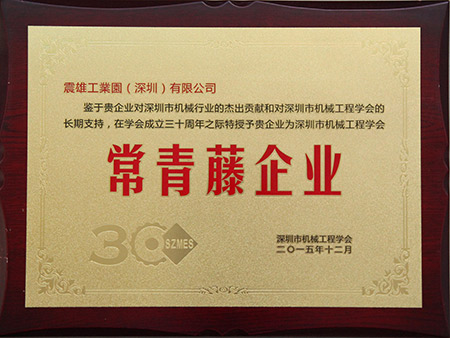 震雄工業園（深圳）有限公司
鉴于贵企业对深圳市机械行业的杰出贡献和对深圳市机械工程学会的
长期支持，在学会成立三十周年之际特授予贵企业为深圳市机械工程学会
常青藤企业
30 SZMES
深圳市机械工程学会
二〇一五年十二月